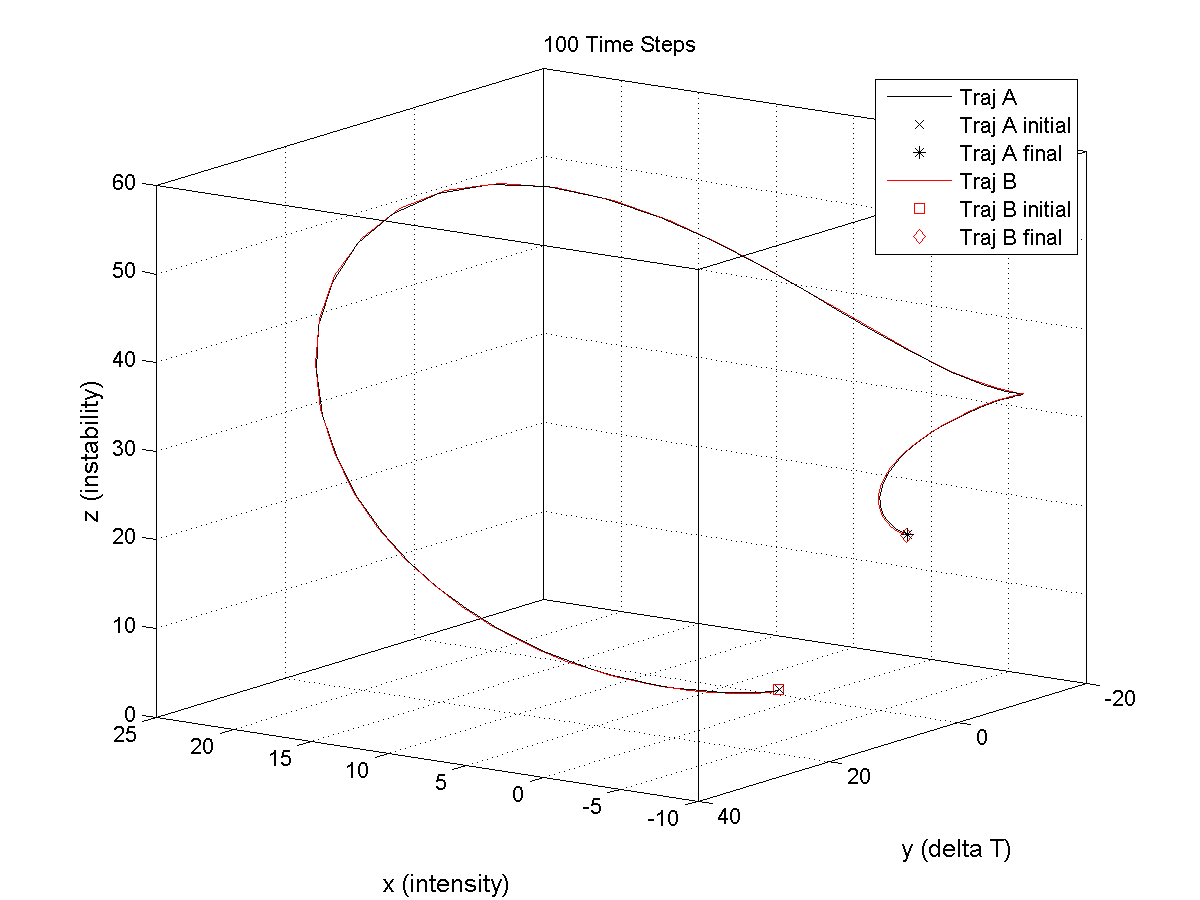 100 Time Steps
Traj A
Traj A initial
Traj A final
Traj B
Traj B initial
Traj B final
60
50
40
30
20
10
0
z (instability)
25
20
15
10
5
0
-5
-10
x (intensity)
40
20
0
-20
y (delta T)